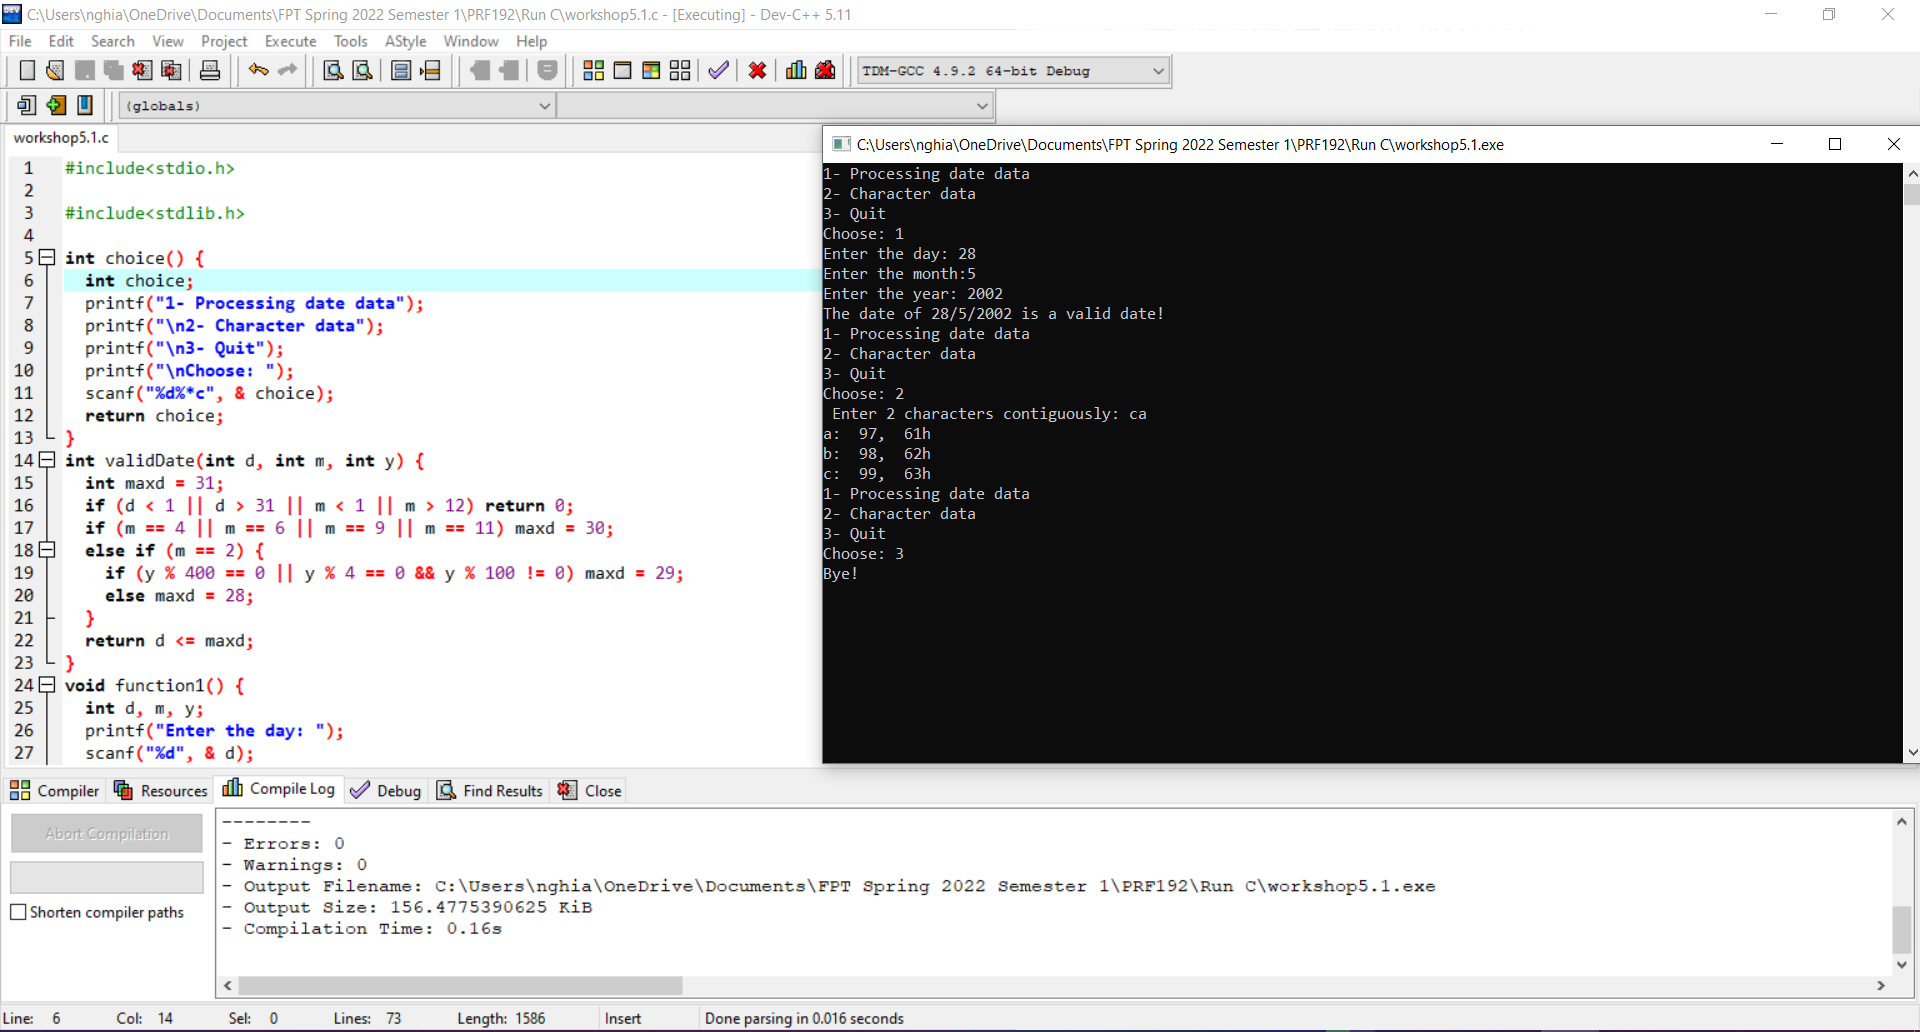 C:\Users\nghia\OneDrive\Documents\FPT Spring 2022 Semester 1\PRF192\Run C\workshop5.1.c - [Executing] - Dev-C++ 5.11
File Edit Search View Project Execute Tools AStyle Window Help
TDM-GCC 4.9.2 64-bit Debug
(globals)
workshop5.1.c
1 #include<stdio.h>
2
3 #include<stdlib.h>
4
5 int choice() {
6 int choice;
7 printf("1- Processing date data");
8 printf("\n2- Character data");
9 printf("\n3- Quit");
10 printf("\nChoose: ");
11 scanf("%d%*c", & choice);
12 return choice;
13 }
14 int validDate(int d, int m, int y) {
15 int maxd = 31;
16 if (d < 1 || d > 31 || m < 1 || m > 12) return 0;
17 if (m == 4 || m == 6 || m == 9 || m == 11) maxd = 30;
18 else if (m == 2) {
19 if (y % 400 == 0 || y % 4 == 0 && y % 100 != 0) maxd = 29;
20 else maxd = 28;
21 }
22 return d <= maxd;
23 }
24 void function1() {
25 int d, m, y;
26 printf("Enter the day: ");
27 scanf("%d", & d);
C:\Users\nghia\OneDrive\Documents\FPT Spring 2022 Semester 1\PRF192\Run C\workshop5.1.exe
1- Processing date data
2- Character data
3- Quit
Choose: 1
Enter the day: 28
Enter the month:5
Enter the year: 2002
The date of 28/5/2002 is a valid date!
1- Processing date data
2- Character data
3- Quit
Choose: 2
Enter 2 characters contiguously: ca
a:  97,  61h
b:  98,  62h
c:  99,  63h
1- Processing date data
2- Character data
3- Quit
Choose: 3
Bye!
Compiler Resources Compile Log Debug Find Results Close
Abort Compilation
Shorten compiler paths
--------
- Errors: 0
- Warnings: 0
- Output Filename: C:\Users\nghia\OneDrive\Documents\FPT Spring 2022 Semester 1\PRF192\Run C\workshop5.1.exe
- Output Size: 156.4775390625 KiB
- Compilation Time: 0.16s
Line: 6 Col: 14 Sel: 0 Lines: 73 Length: 1586 Insert Done parsing in 0.016 seconds